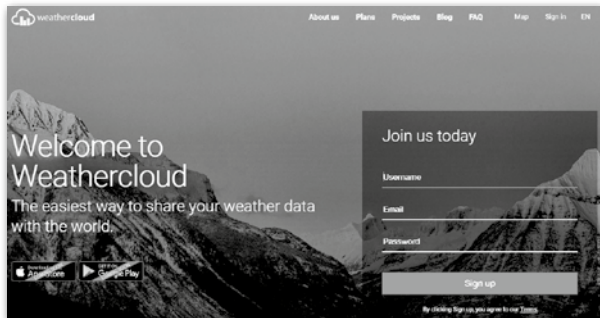 weathercloud
About us Plans Projects Blog FAQ Map Sign in EN
Welcome to
Weathercloud
The easiest way to share your weather data
with the world.
Join us today
Username
Email
Password
Sign up
By clicking Sign up, you agree to our Terms.
App Store
Google Play